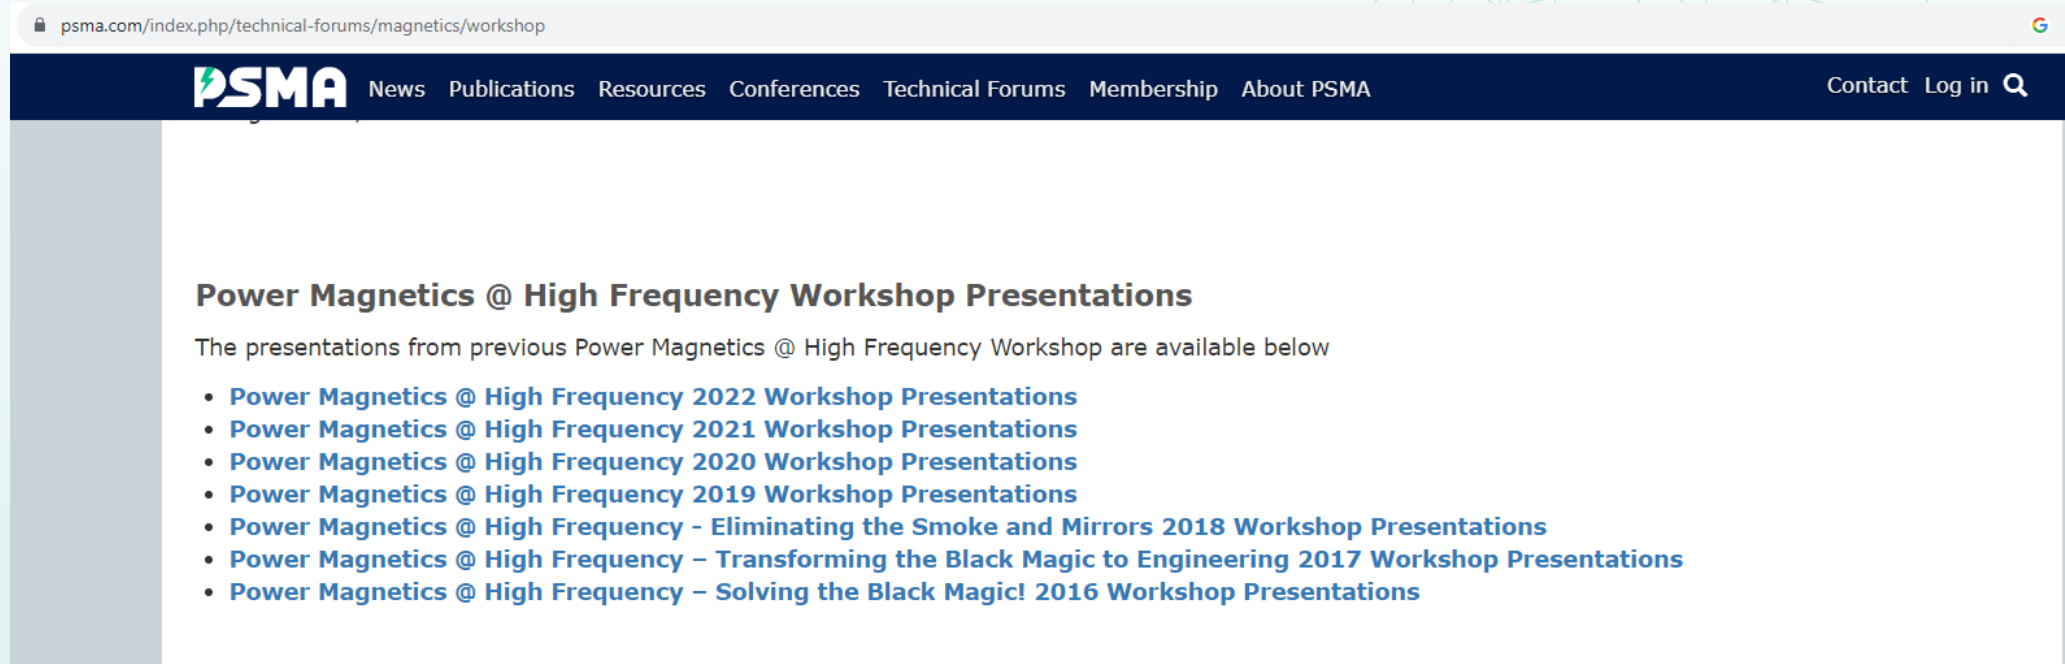 psma.com/index.php/technical-forums/magnetics/workshop
PSMA News Publications Resources Conferences Technical Forums Membership About PSMA Contact Log in
Power Magnetics @ High Frequency Workshop Presentations
The presentations from previous Power Magnetics @ High Frequency Workshop are available below
• Power Magnetics @ High Frequency 2022 Workshop Presentations
• Power Magnetics @ High Frequency 2021 Workshop Presentations
• Power Magnetics @ High Frequency 2020 Workshop Presentations
• Power Magnetics @ High Frequency 2019 Workshop Presentations
• Power Magnetics @ High Frequency - Eliminating the Smoke and Mirrors 2018 Workshop Presentations
• Power Magnetics @ High Frequency – Transforming the Black Magic to Engineering 2017 Workshop Presentations
• Power Magnetics @ High Frequency – Solving the Black Magic! 2016 Workshop Presentations